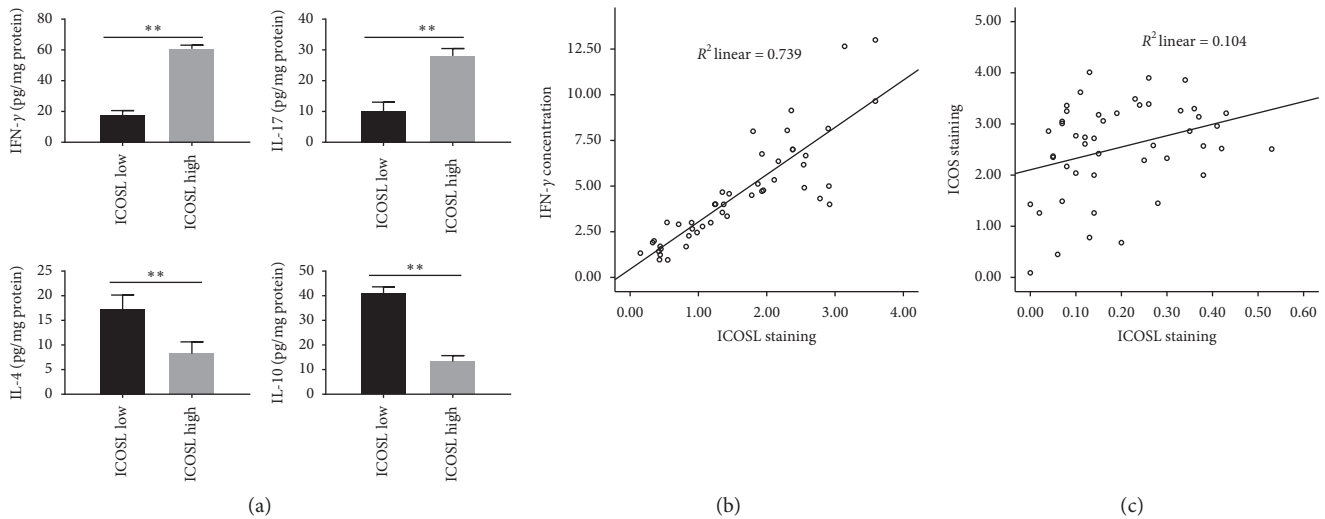 IFN-γ (pg/mg protein)
80
60
40
20
0
**
ICOSL low
ICOSL high
IL-17 (pg/mg protein)
40
30
20
10
0
**
ICOSL low
ICOSL high
IL-4 (pg/mg protein)
25
20
15
10
5
0
**
ICOSL low
ICOSL high
IL-10 (pg/mg protein)
50
40
30
20
10
0
**
ICOSL low
ICOSL high
(a)
IFN-γ concentration
12.50
10.00
7.50
5.00
2.50
0.00
R² linear = 0.739
0.00 1.00 2.00 3.00 4.00
ICOSL staining
(b)
ICOS staining
5.00
4.00
3.00
2.00
1.00
0.00
R² linear = 0.104
0.00 0.10 0.20 0.30 0.40 0.50 0.60
ICOSL staining
(c)